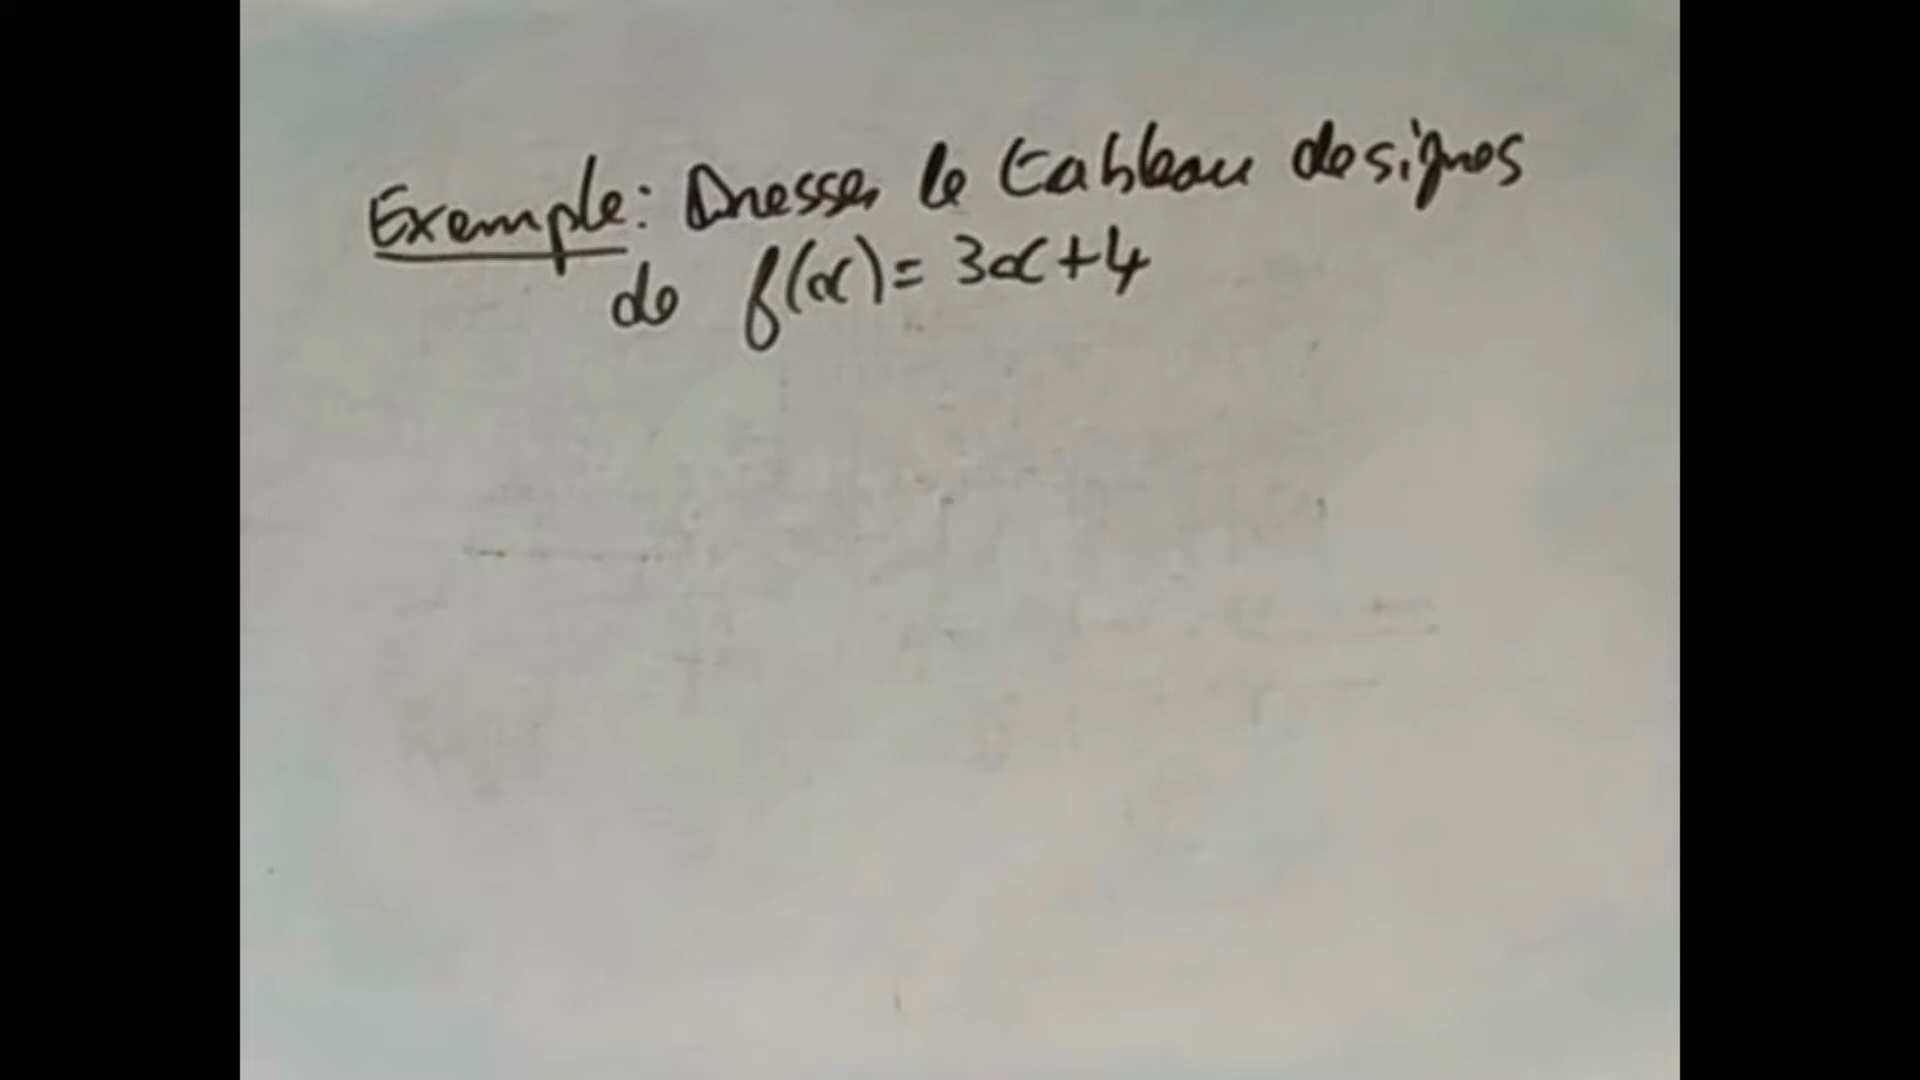 Exemple: Dresser le tableau de signes
de f(x) = 3x+4